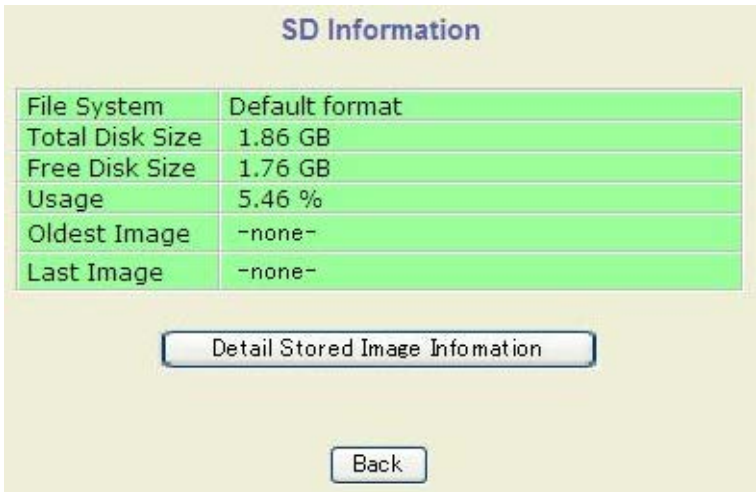 SD Information
File System Default format
Total Disk Size 1.86 GB
Free Disk Size 1.76 GB
Usage 5.46 %
Oldest Image -none-
Last Image -none-
Detail Stored Image Infomation
Back